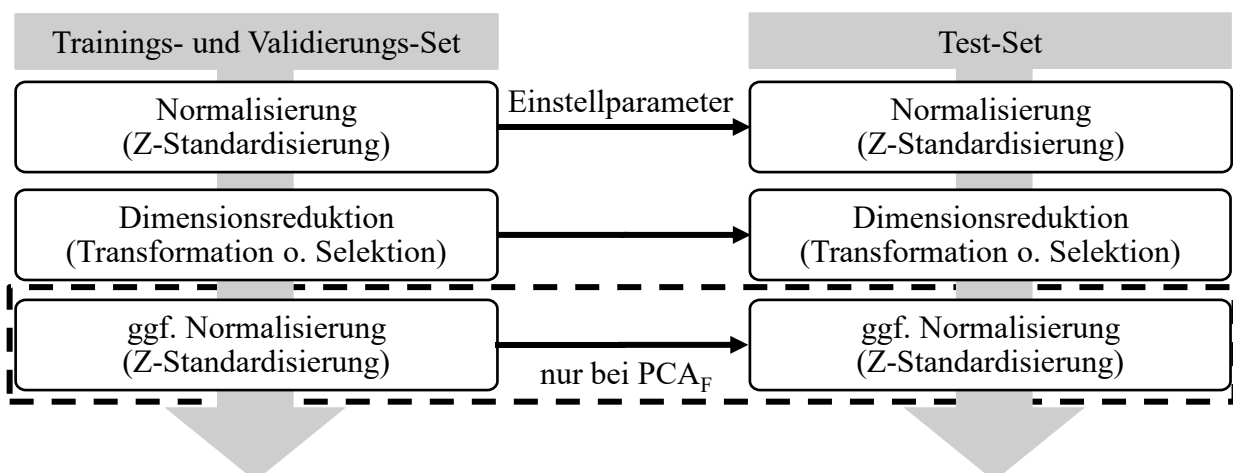 Trainings- und Validierungs-Set
Test-Set
Normalisierung
(Z-Standardisierung)
Einstellparameter
Normalisierung
(Z-Standardisierung)
Dimensionsreduktion
(Transformation o. Selektion)
Dimensionsreduktion
(Transformation o. Selektion)
ggf. Normalisierung
(Z-Standardisierung)
nur bei PCA_F
ggf. Normalisierung
(Z-Standardisierung)